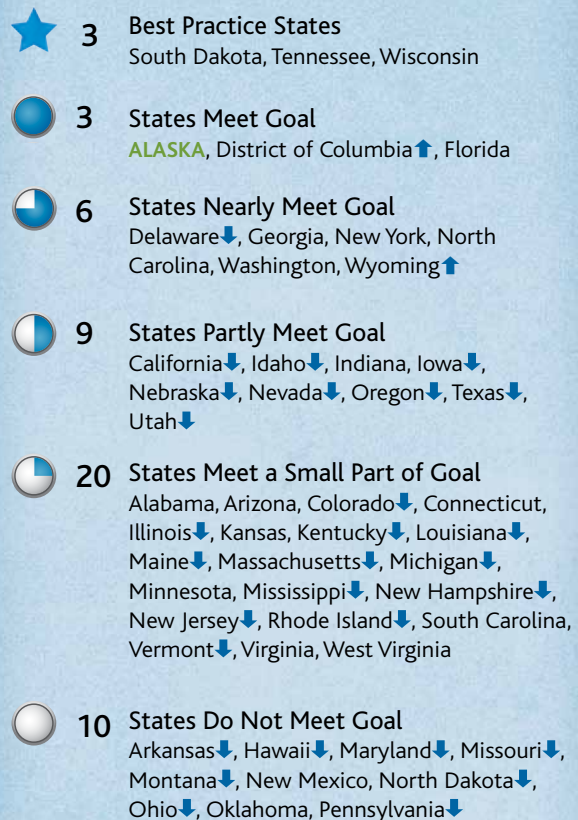 3 Best Practice States
South Dakota, Tennessee, Wisconsin
3 States Meet Goal
ALASKA, District of Columbia⬆, Florida
6 States Nearly Meet Goal
Delaware⬇, Georgia, New York, North
Carolina, Washington, Wyoming⬆
9 States Partly Meet Goal
California⬇, Idaho⬇, Indiana, Iowa⬇,
Nebraska⬇, Nevada⬇, Oregon⬇, Texas⬇,
Utah⬇
20 States Meet a Small Part of Goal
Alabama, Arizona, Colorado⬇, Connecticut,
Illinois⬇, Kansas, Kentucky⬇, Louisiana⬇,
Maine⬇, Massachusetts⬇, Michigan⬇,
Minnesota, Mississippi⬇, New Hampshire⬇,
New Jersey⬇, Rhode Island⬇, South Carolina,
Vermont⬇, Virginia, West Virginia
10 States Do Not Meet Goal
Arkansas⬇, Hawaii⬇, Maryland⬇, Missouri⬇,
Montana⬇, New Mexico, North Dakota⬇,
Ohio⬇, Oklahoma, Pennsylvania⬇